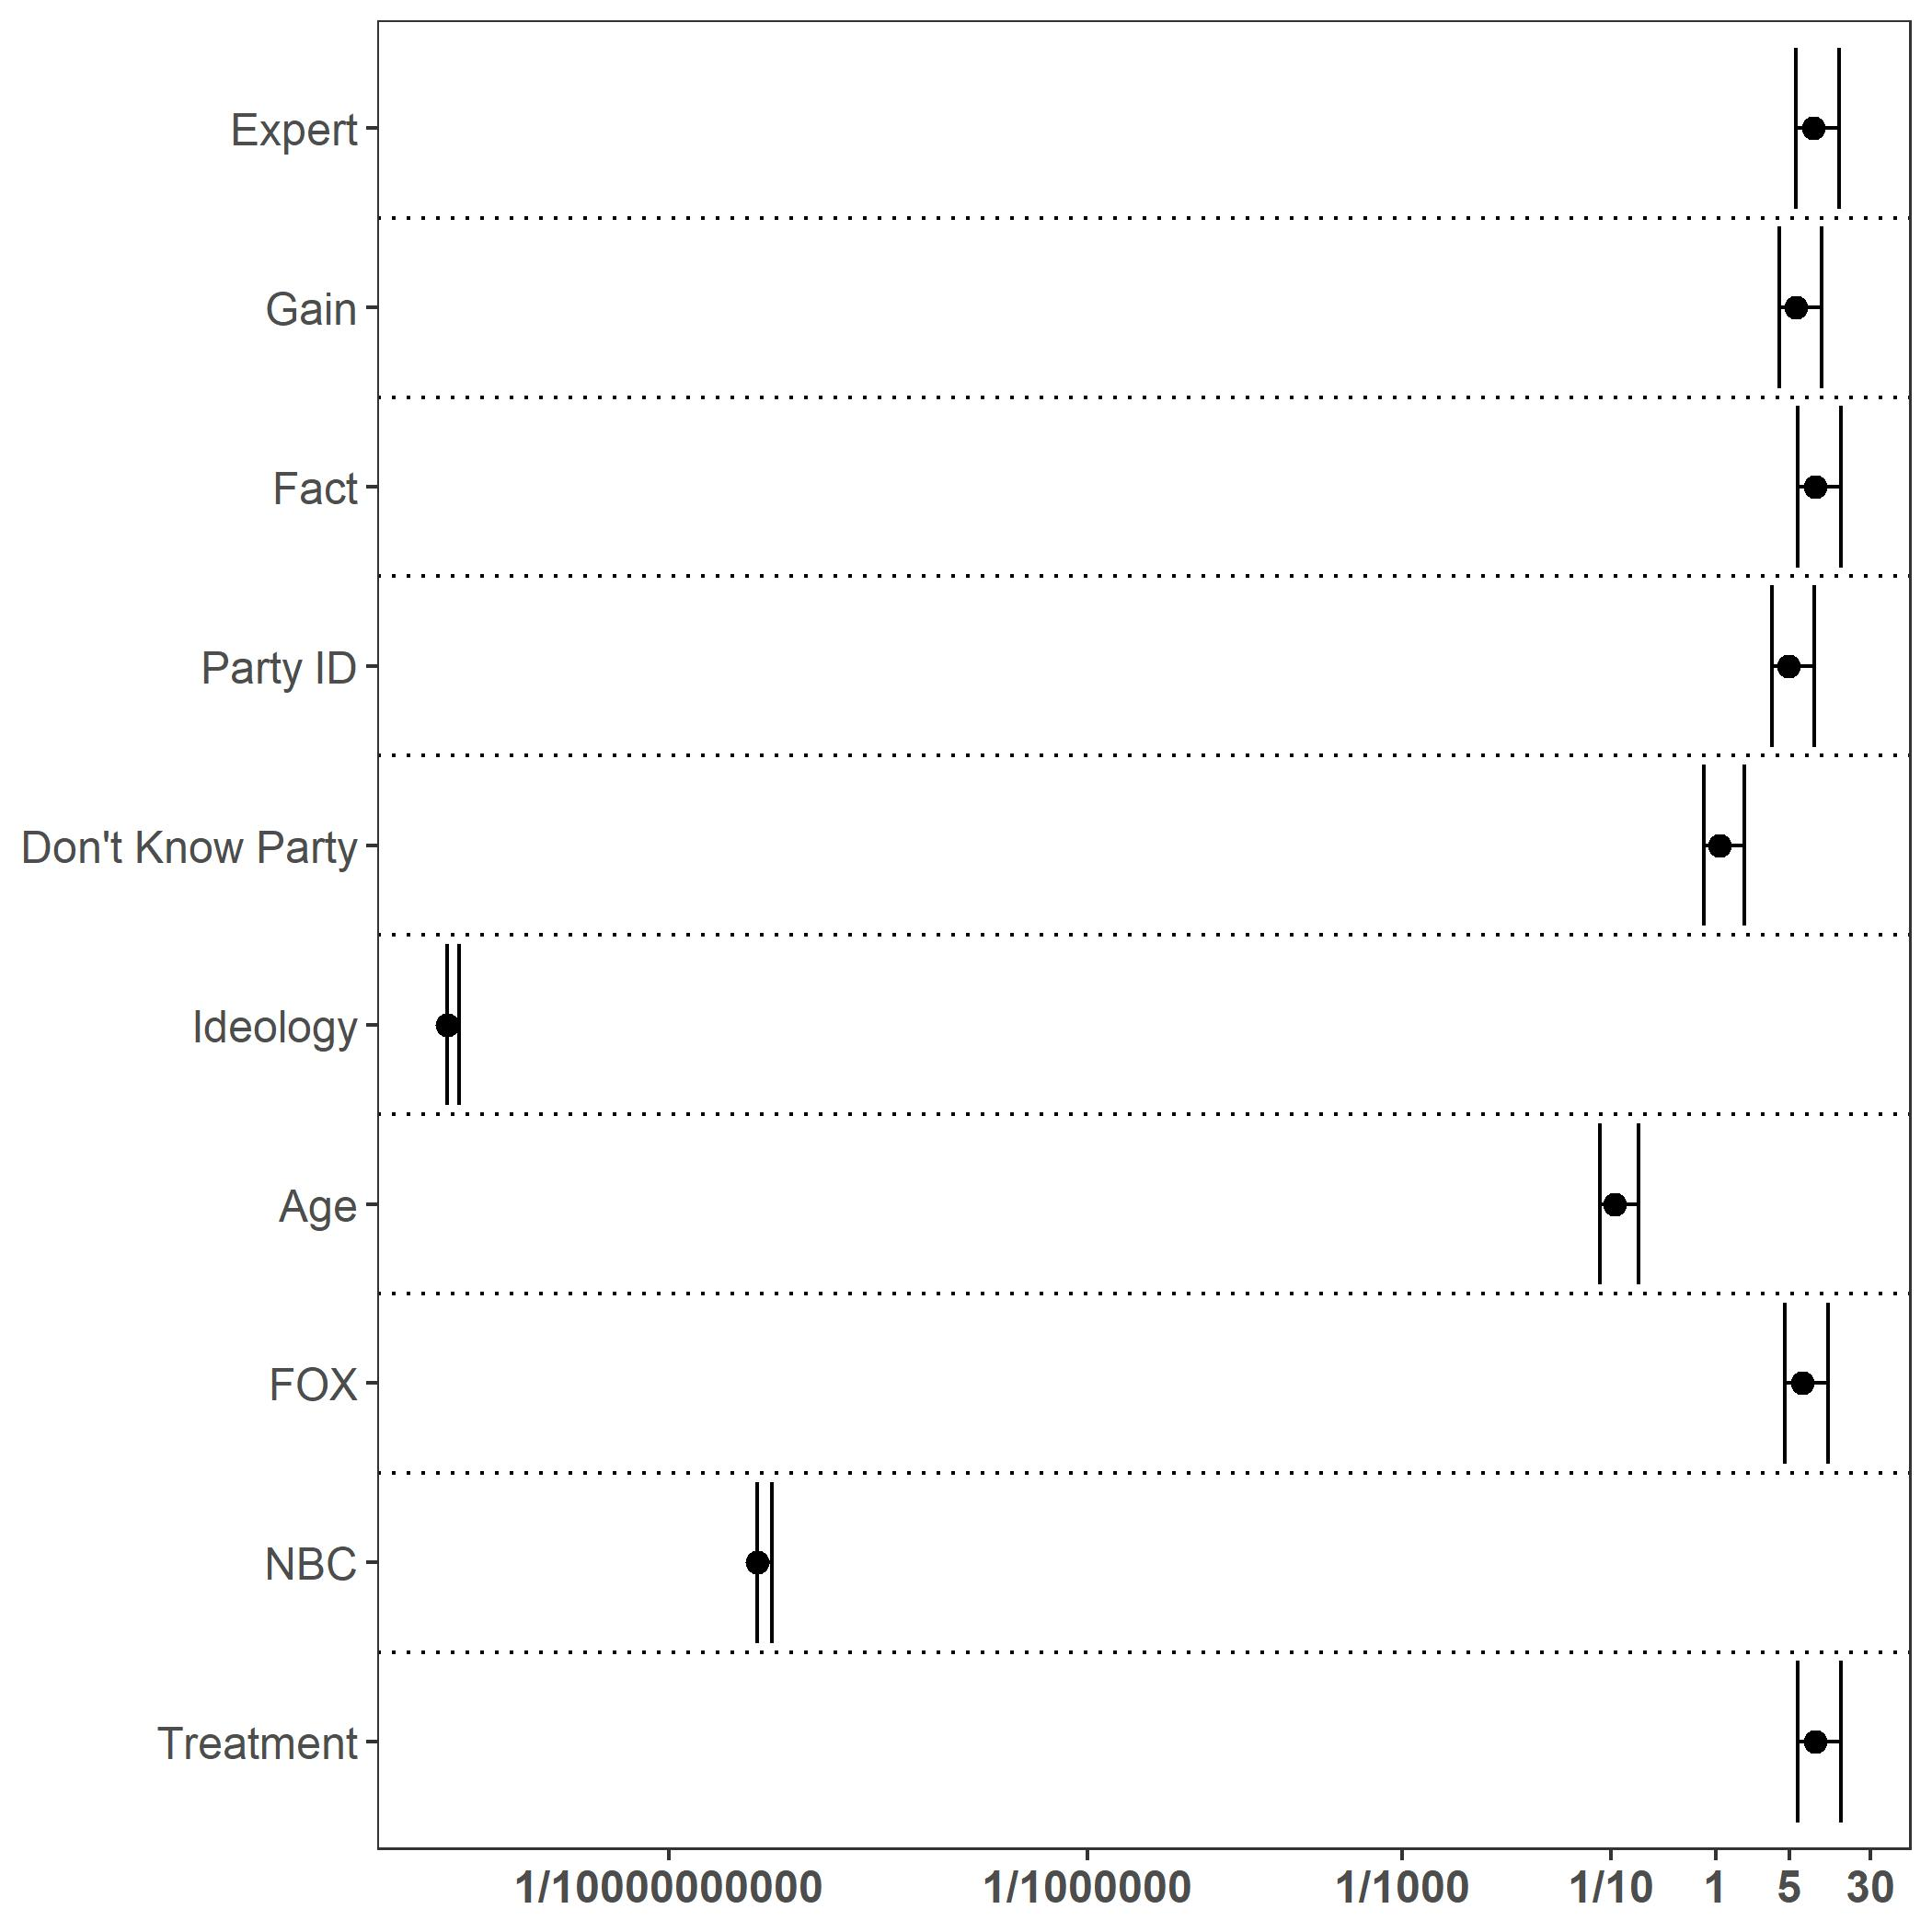 Expert
Gain
Fact
Party ID
Don't Know Party
Ideology
Age
FOX
NBC
Treatment
1/10000000000 1/1000000 1/1000 1/10 1 5 30